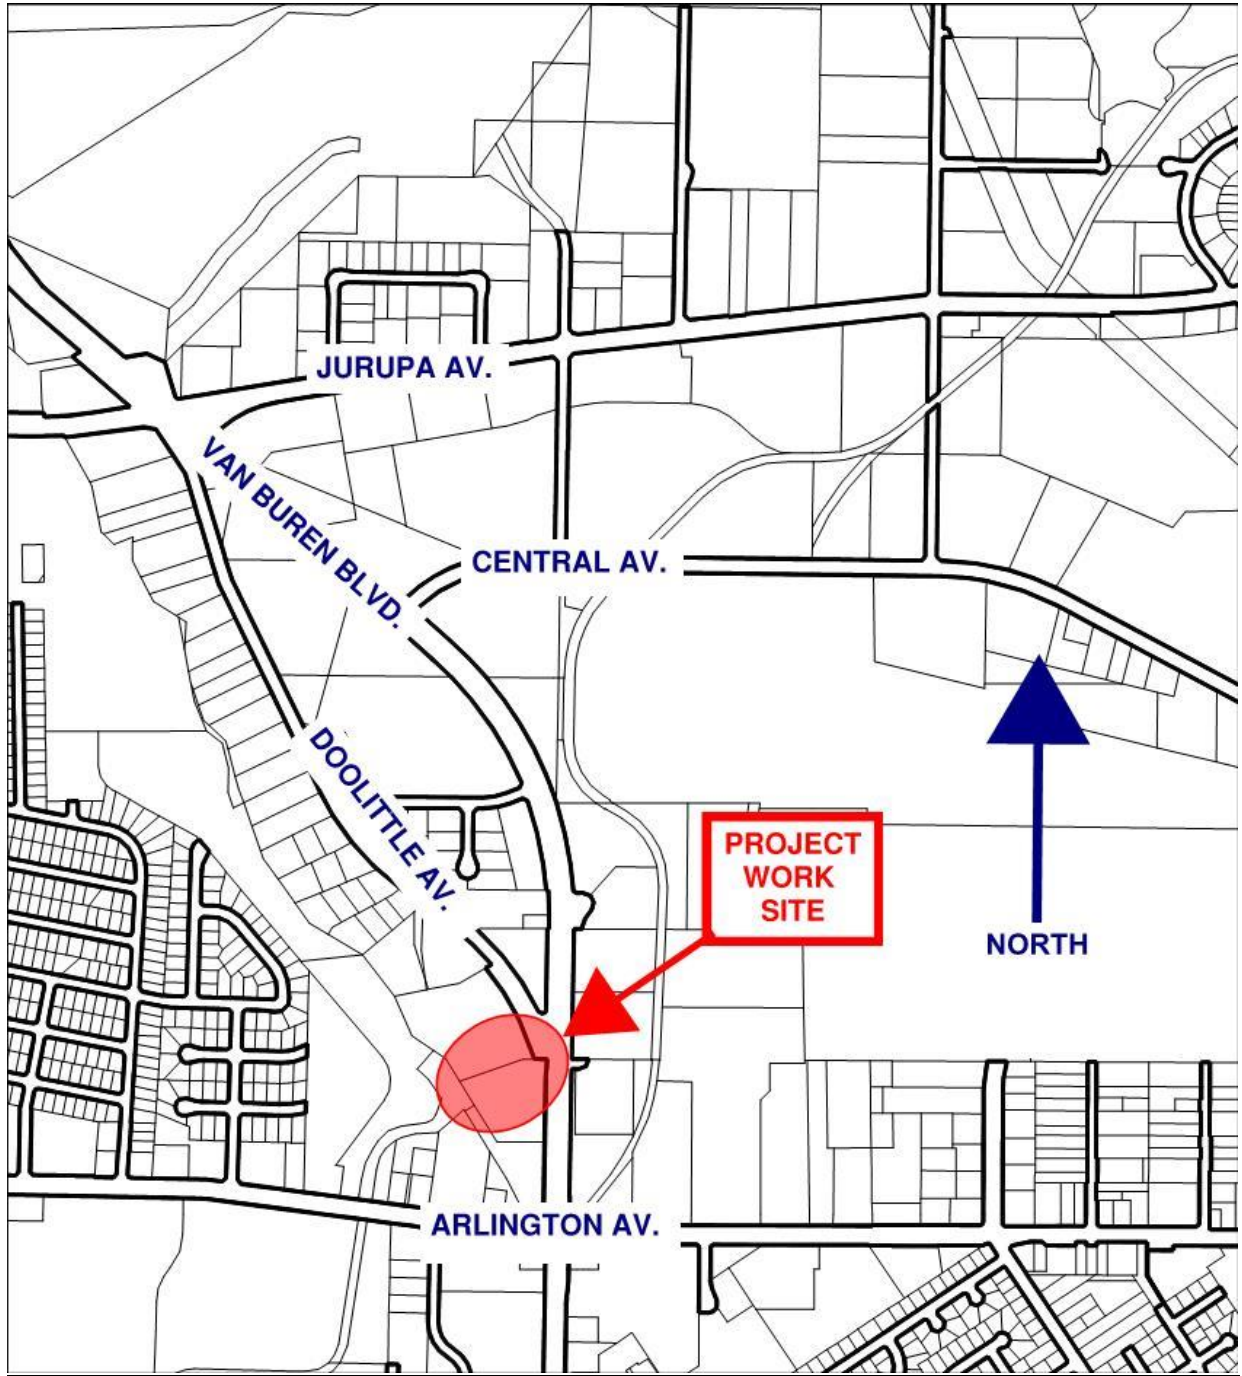 JURUPA AV.
VAN BUREN BLVD.
CENTRAL AV.
DOOLITTLE AV.
PROJECT
WORK
SITE
NORTH
ARLINGTON AV.